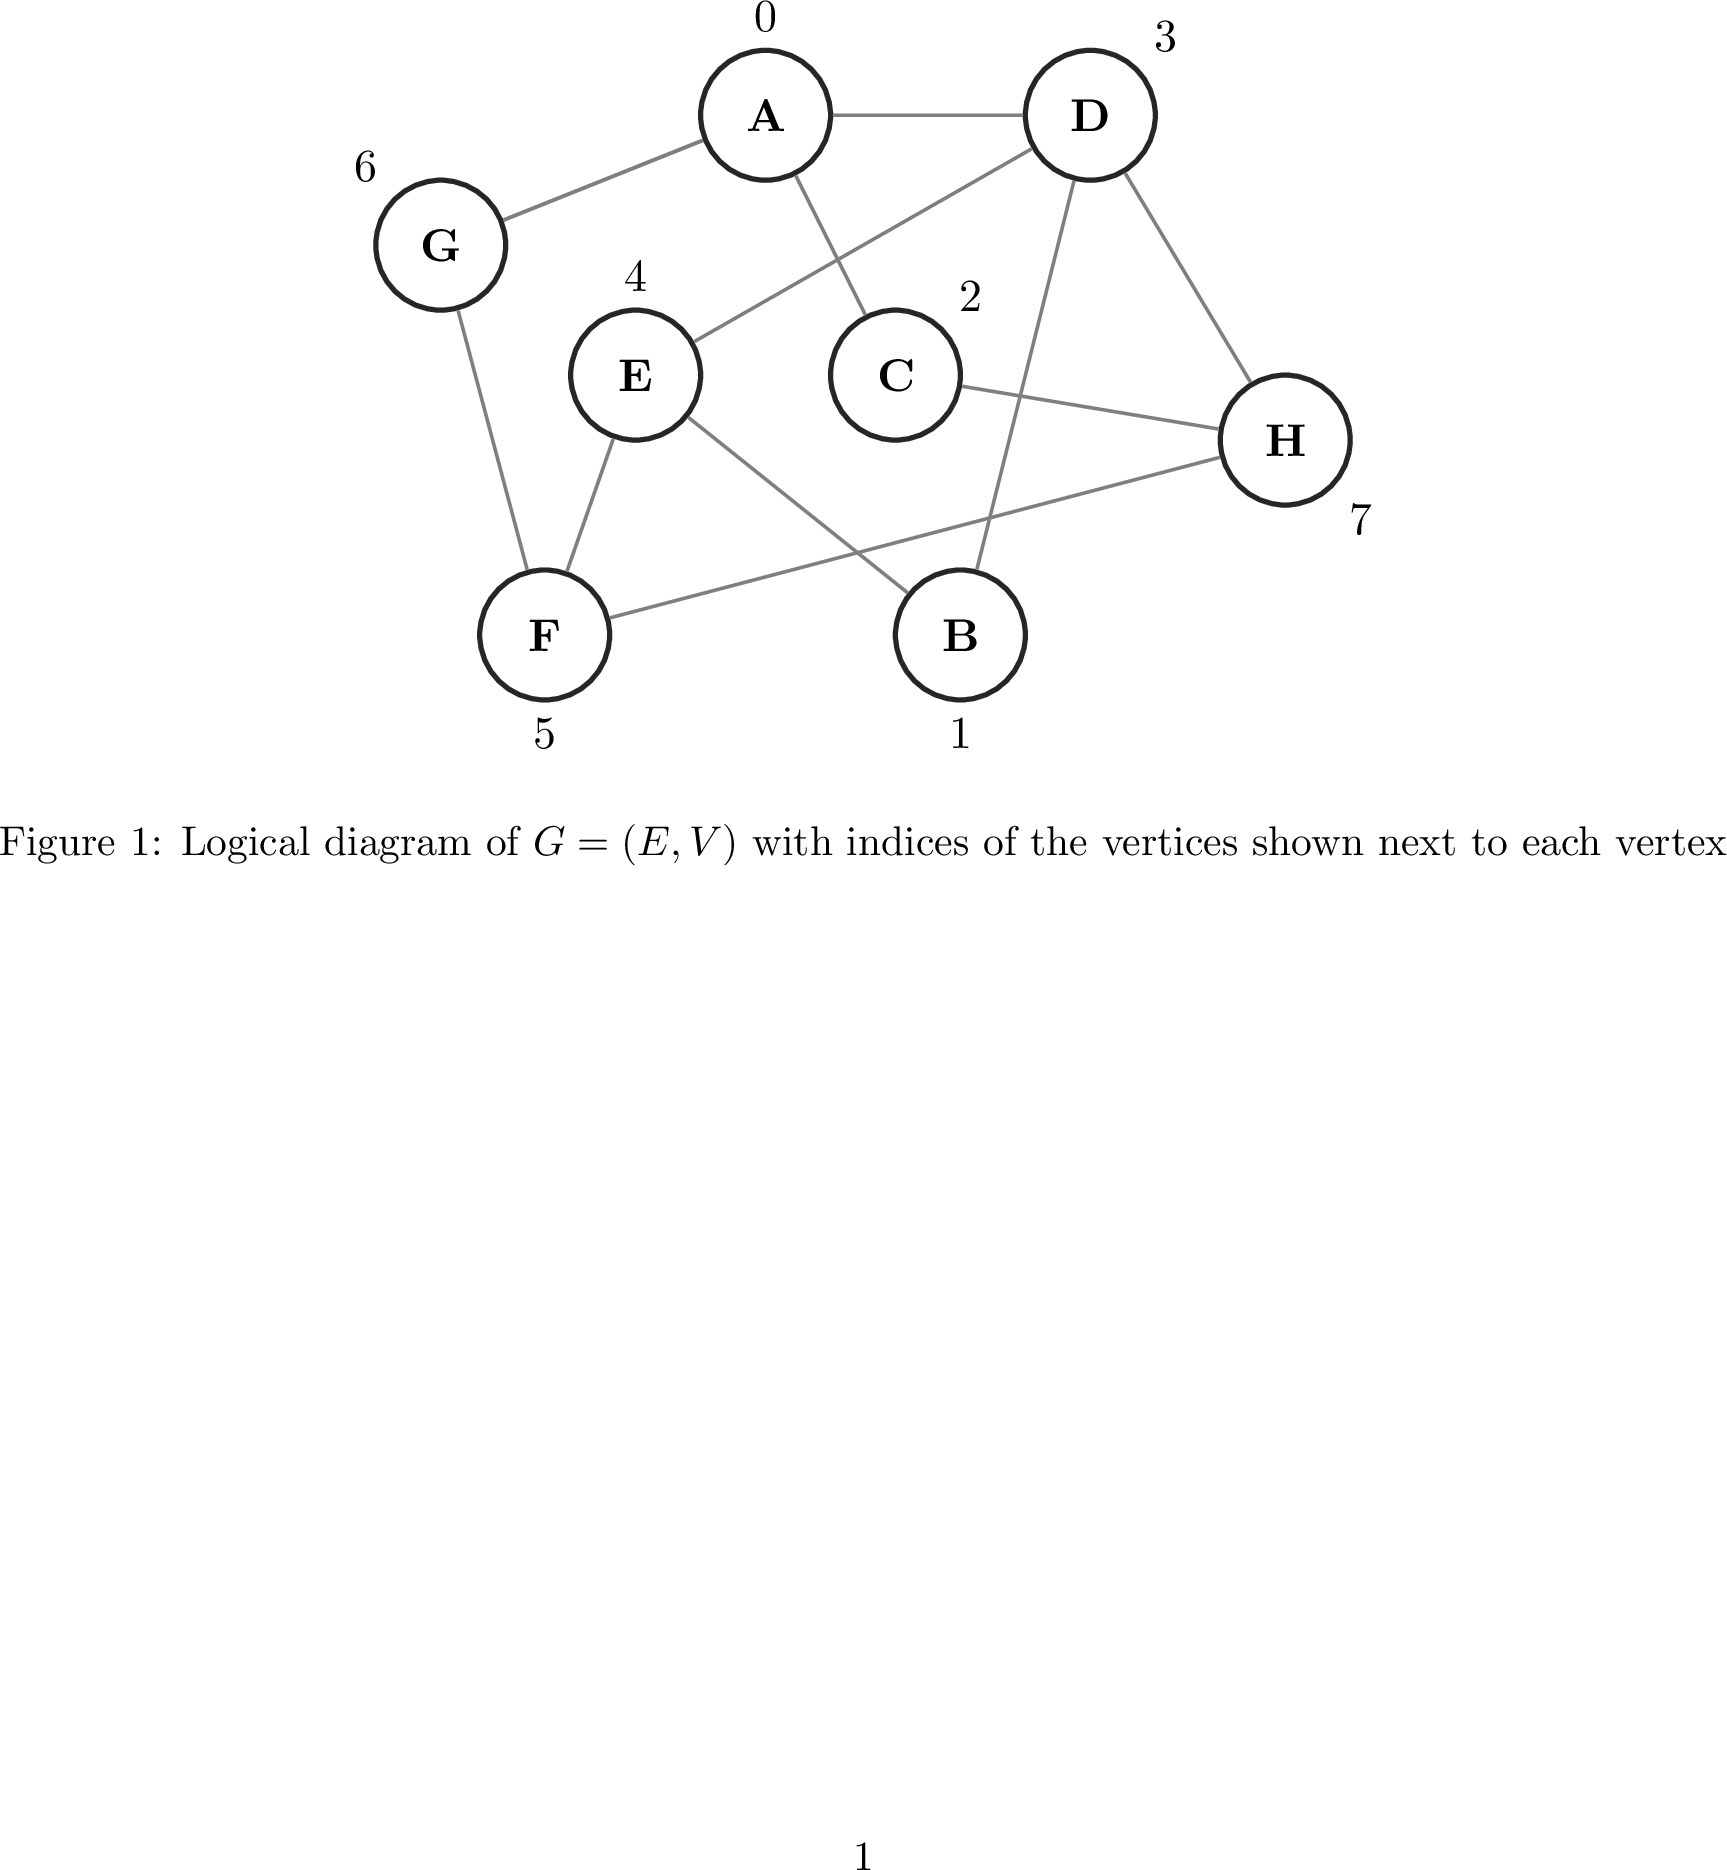 0
3
A
D
6
G
4
2
E
C
H
7
F
B
5
1
Figure 1: Logical diagram of G = (E, V) with indices of the vertices shown next to each vertex
1